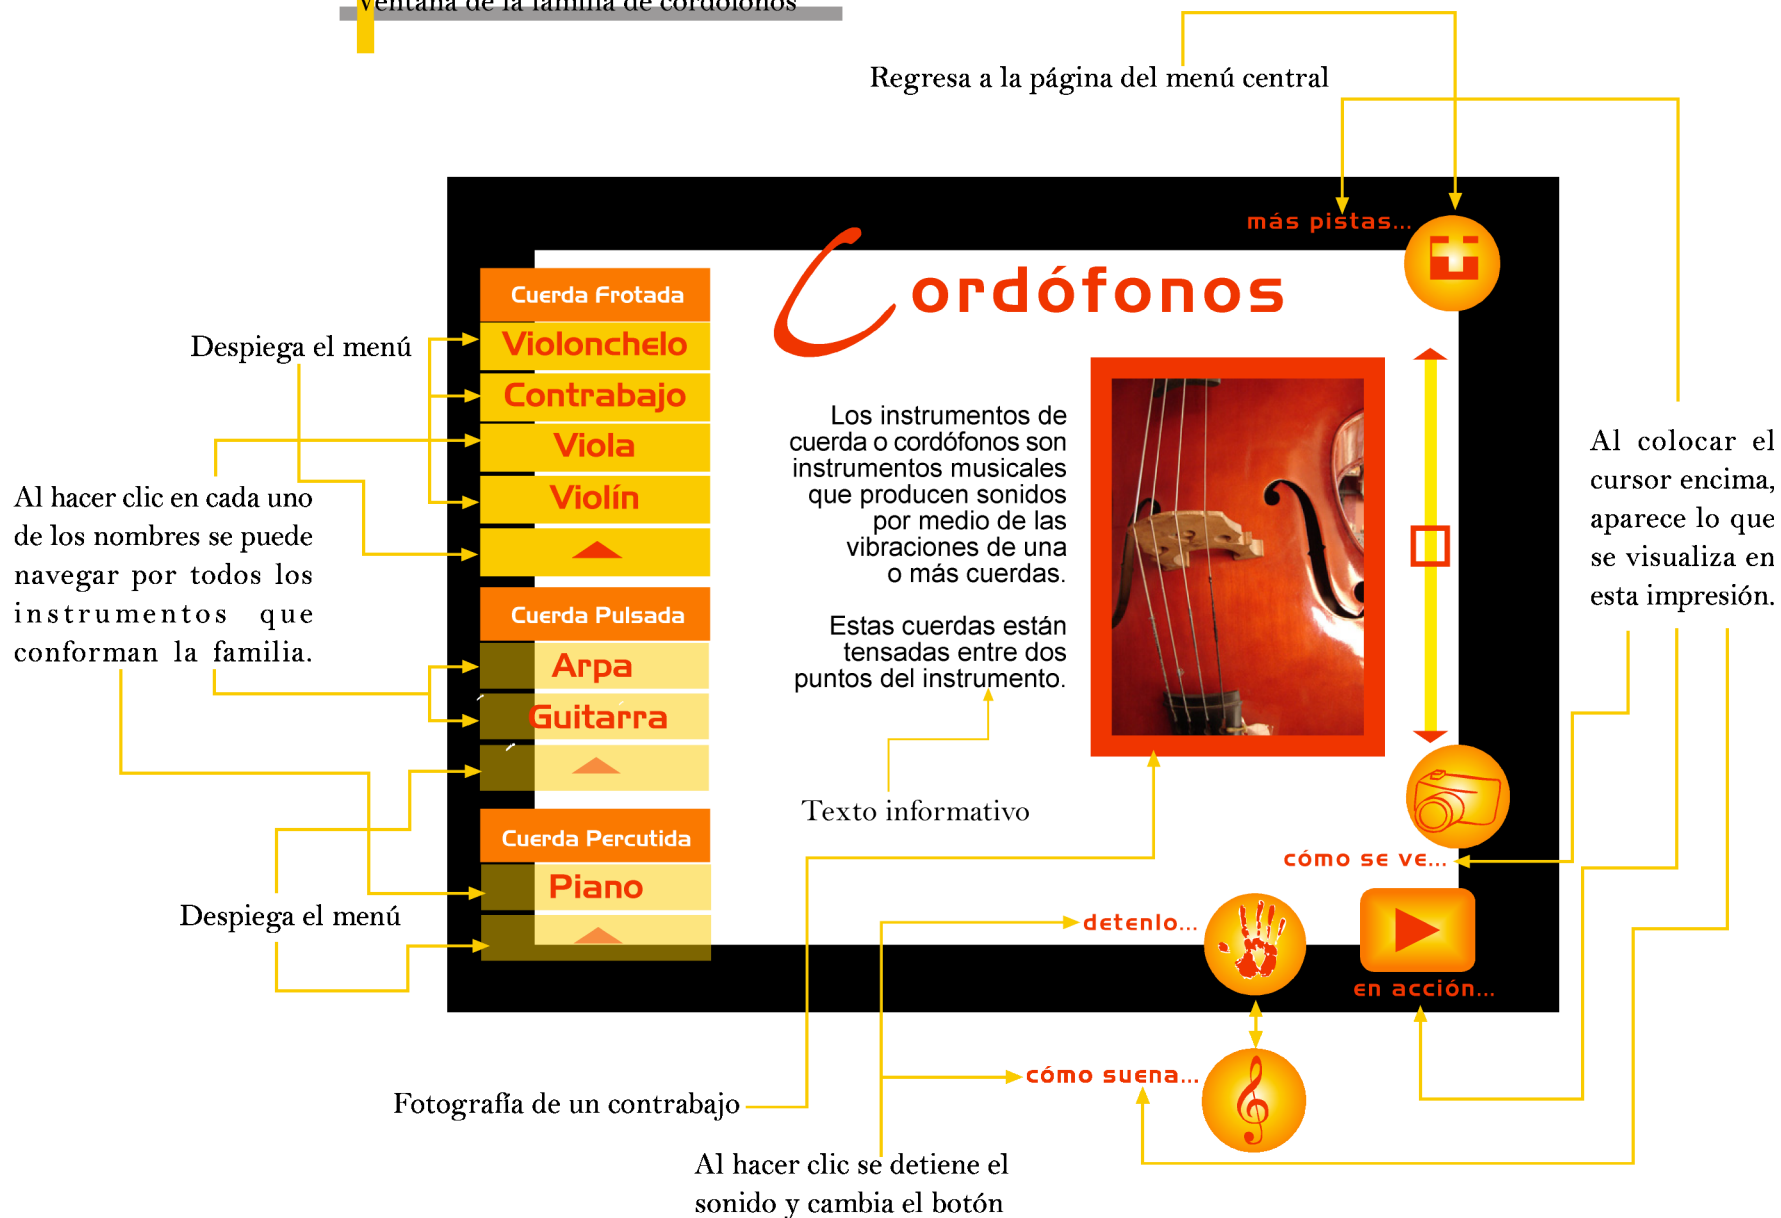 Ventana de la familia de cordófonos
Regresa a la página del menú central
más pistas...
Cordófonos
Cuerda Frotada
Violonchelo
Contrabajo
Viola
Violín
Despiega el menú
Al hacer clic en cada uno
de los nombres se puede
navegar por todos los
instrumentos que
conforman la familia.
Cuerda Pulsada
Arpa
Guitarra
Cuerda Percutida
Piano
Despiega el menú
Los instrumentos de
cuerda o cordófonos son
instrumentos musicales
que producen sonidos
por medio de las
vibraciones de una
o más cuerdas.
Estas cuerdas están
tensadas entre dos
puntos del instrumento.
Texto informativo
Al colocar el
cursor encima,
aparece lo que
se visualiza en
esta impresión.
cómo se ve...
detenlo...
en acción...
cómo suena...
Fotografía de un contrabajo
Al hacer clic se detiene el
sonido y cambia el botón